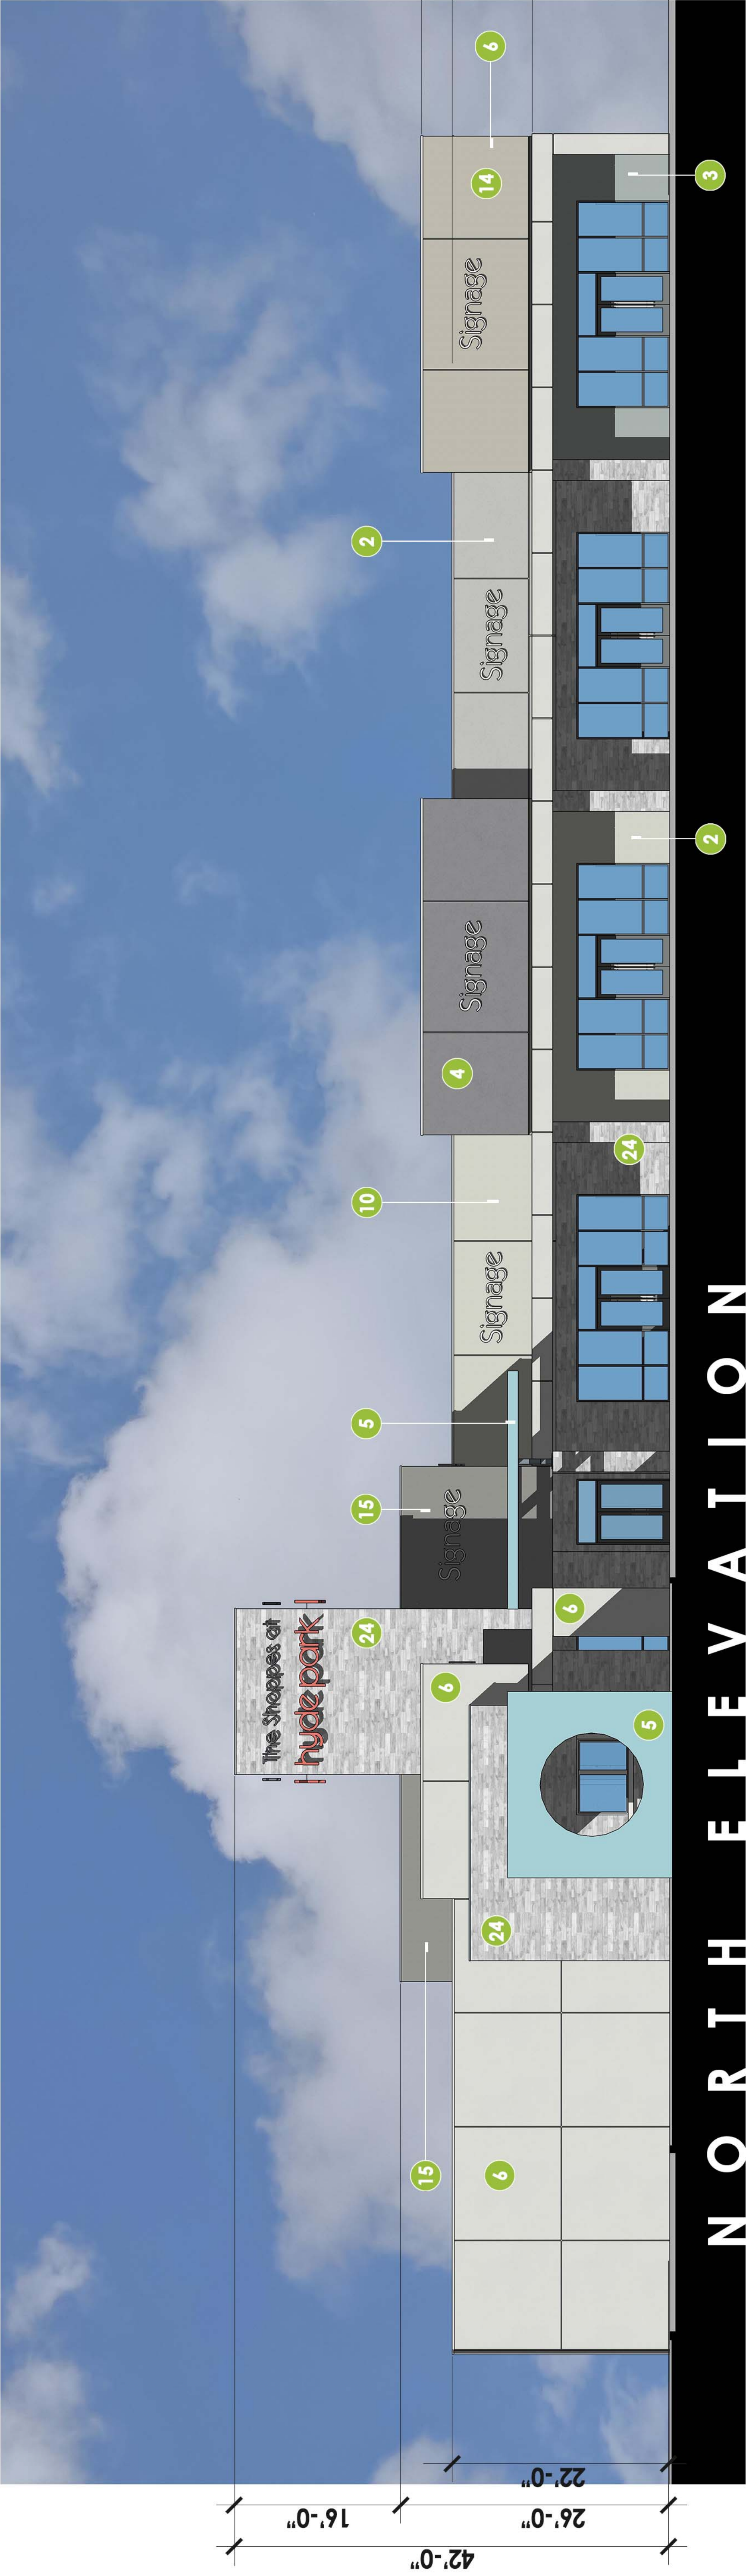 The Shoppes at
hyde park
16'-0"
24
15
5
10
2
42'-0"
15
6
Signage
4
Signage
Signage
Signage
Signage
14
6
6
24
26'-0"
22'-0"
6
5
24
2
3
NORTH ELEVATION